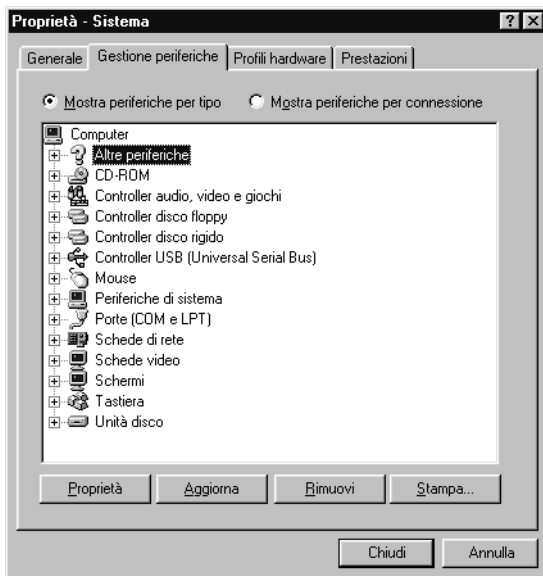 Proprietà - Sistema
Generale Gestione periferiche Profili hardware Prestazioni
Mostra periferiche per tipo Mostra periferiche per connessione
Computer
Altre periferiche
CD-ROM
Controller audio, video e giochi
Controller disco floppy
Controller disco rigido
Controller USB (Universal Serial Bus)
Mouse
Periferiche di sistema
Porte (COM e LPT)
Schede di rete
Schede video
Schermi
Tastiera
Unità disco
Proprietà Aggiorna Rimuovi Stampa...
Chiudi Annulla